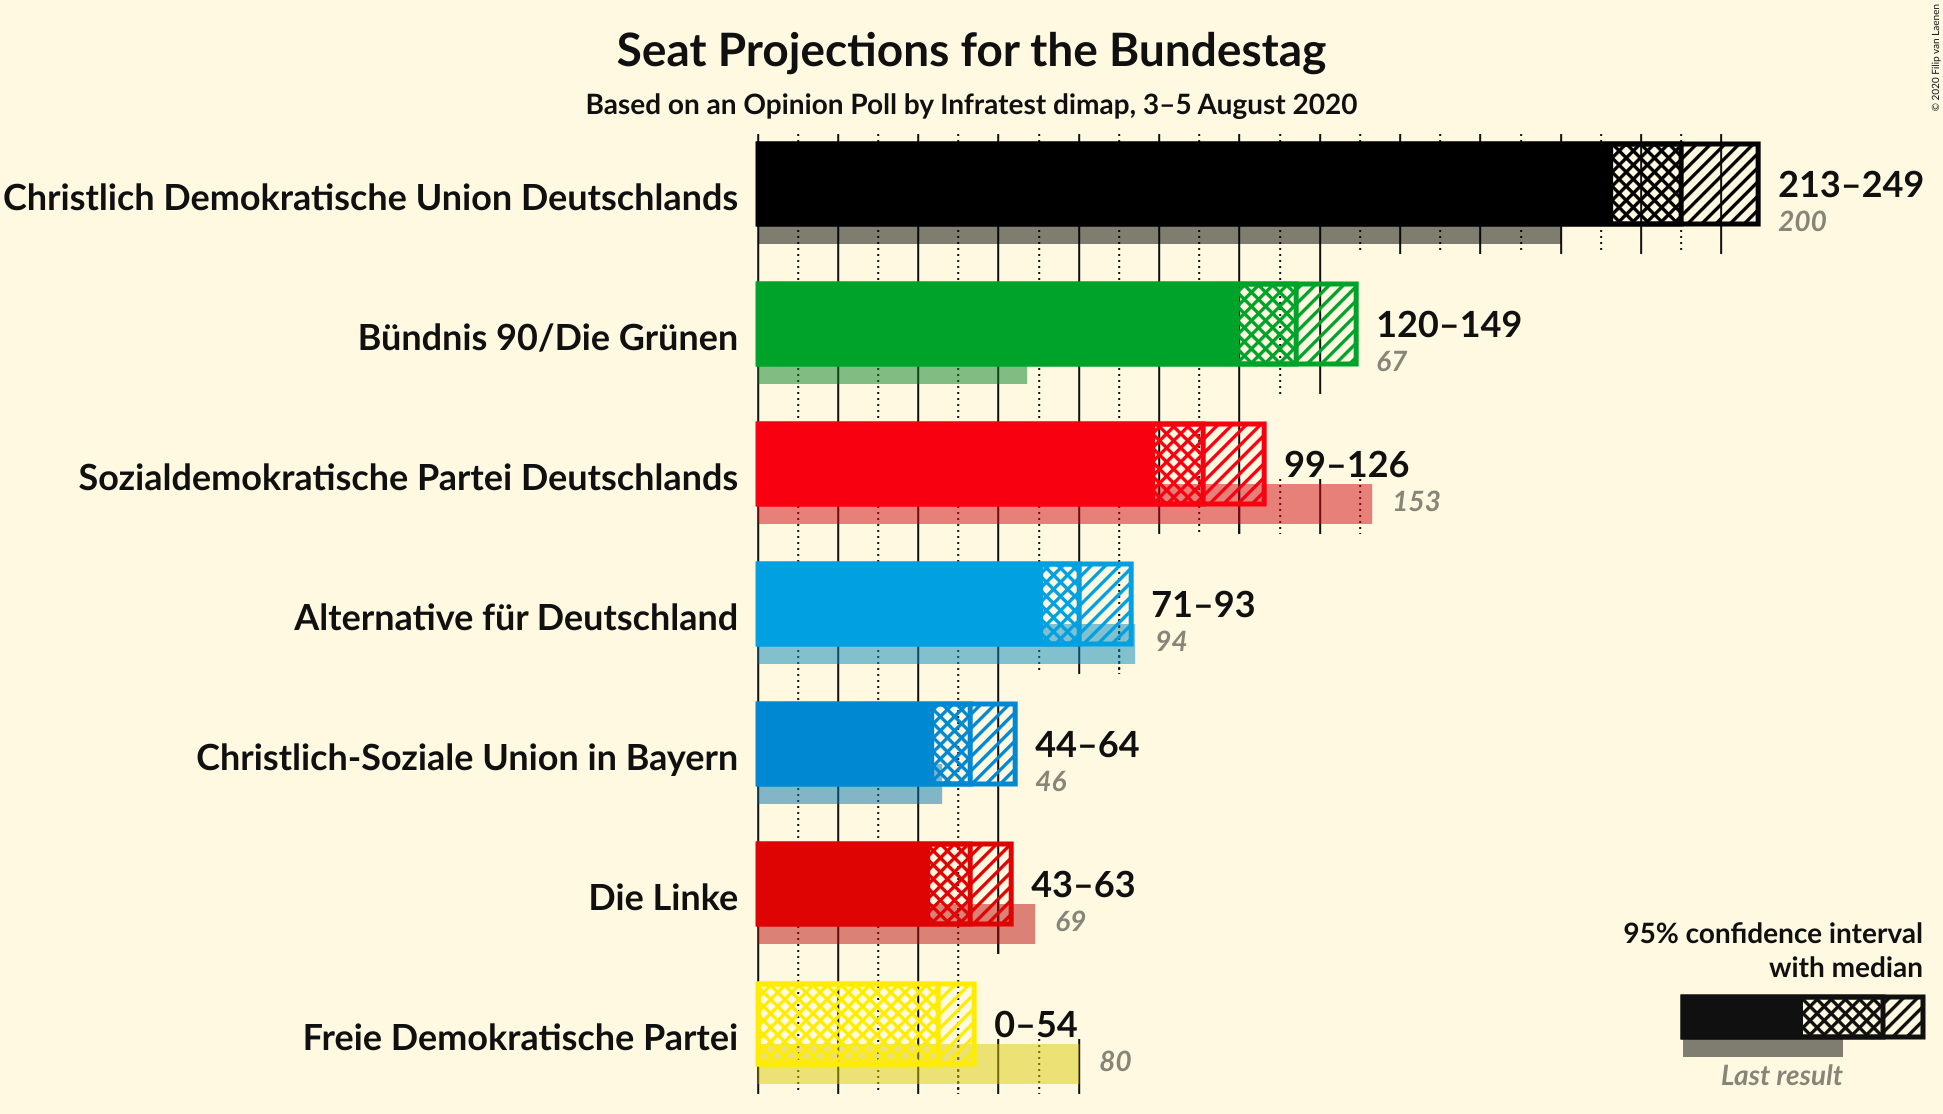 Seat Projections for the Bundestag
Based on an Opinion Poll by Infratest dimap, 3–5 August 2020
© 2020 Filip van Laenen
Christlich Demokratische Union Deutschlands
213–249
200
Bündnis 90/Die Grünen
120–149
67
Sozialdemokratische Partei Deutschlands
99–126
153
Alternative für Deutschland
71–93
94
Christlich-Soziale Union in Bayern
44–64
46
Die Linke
43–63
69
Freie Demokratische Partei
0–54
80
95% confidence interval
with median
Last result